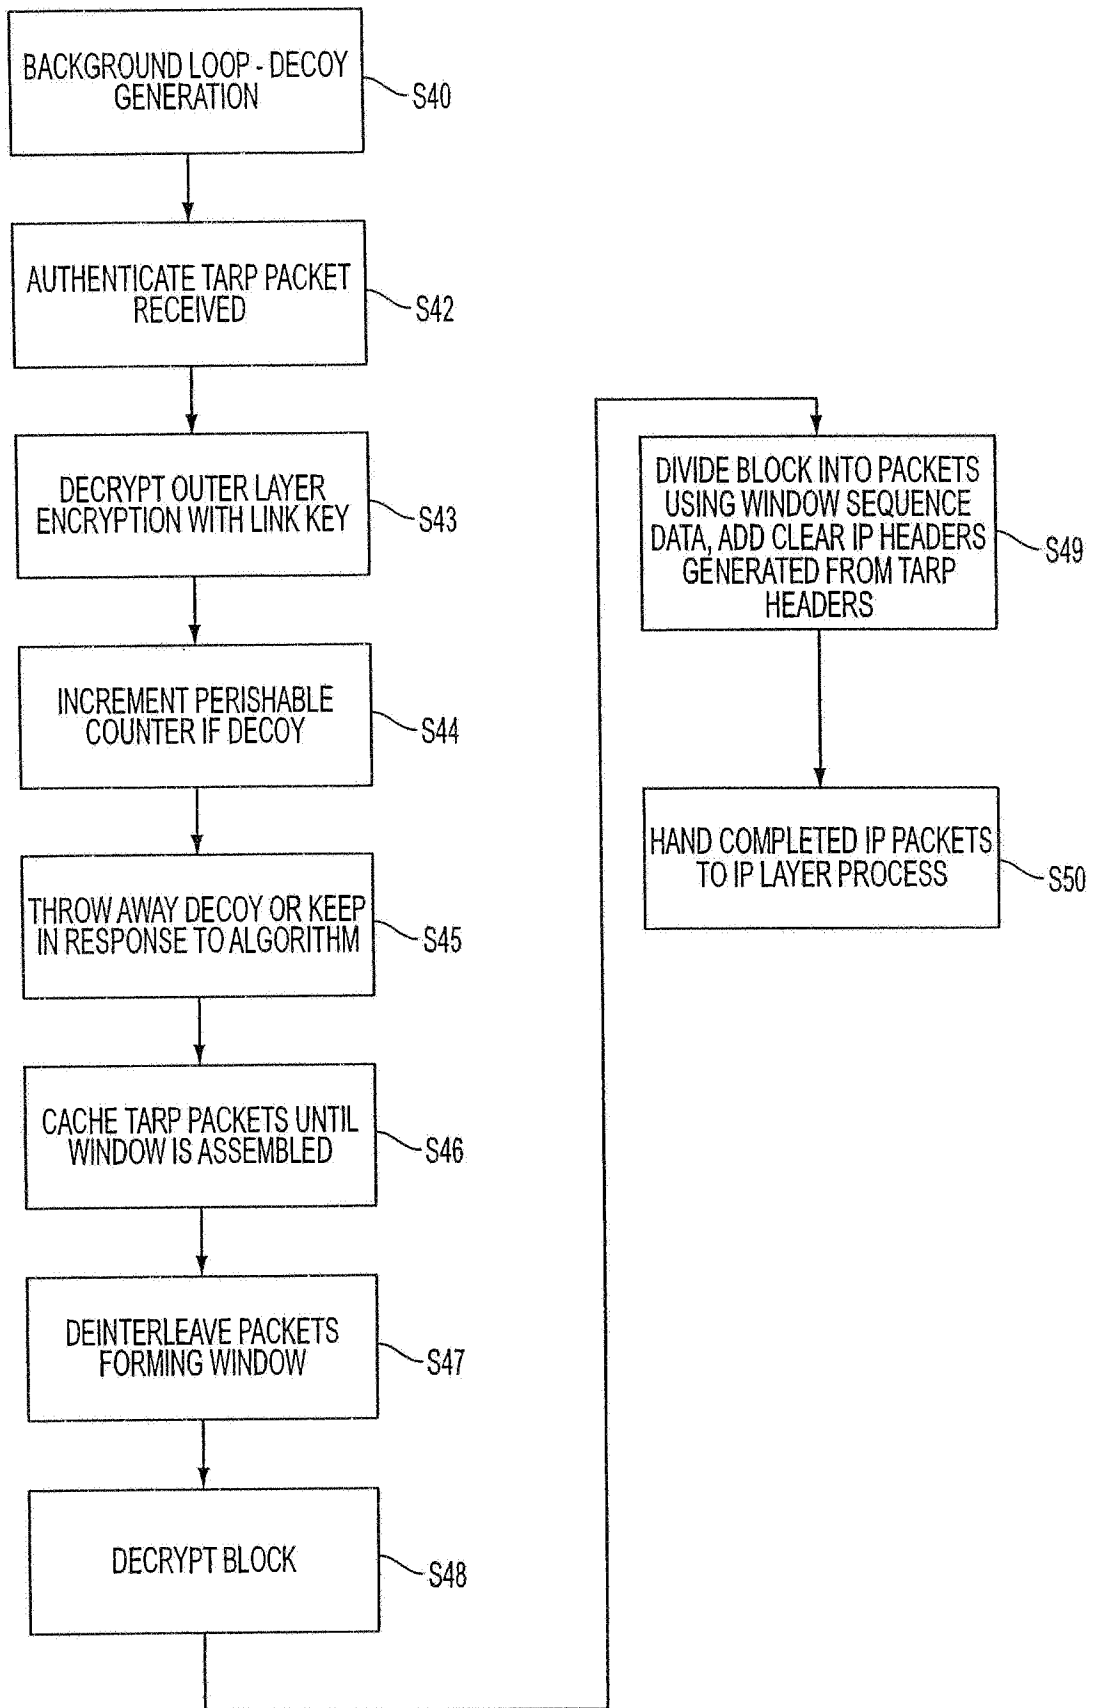 BACKGROUND LOOP - DECOY
GENERATION
S40
AUTHENTICATE TARP PACKET
RECEIVED
S42
DECRYPT OUTER LAYER
ENCRYPTION WITH LINK KEY
S43
INCREMENT PERISHABLE
COUNTER IF DECOY
S44
THROW AWAY DECOY OR KEEP
IN RESPONSE TO ALGORITHM
S45
CACHE TARP PACKETS UNTIL
WINDOW IS ASSEMBLED
S46
DEINTERLEAVE PACKETS
FORMING WINDOW
S47
DECRYPT BLOCK
S48
DIVIDE BLOCK INTO PACKETS
USING WINDOW SEQUENCE
DATA, ADD CLEAR IP HEADERS
GENERATED FROM TARP
HEADERS
S49
HAND COMPLETED IP PACKETS
TO IP LAYER PROCESS
S50